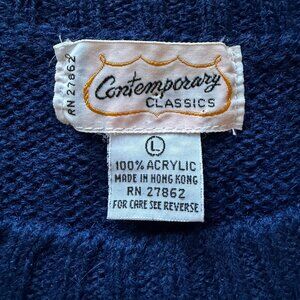 RN 27862
Contemporary
CLASSICS
L
100% ACRYLIC
MADE IN HONG KONG
RN 27862
FOR CARE SEE REVERSE